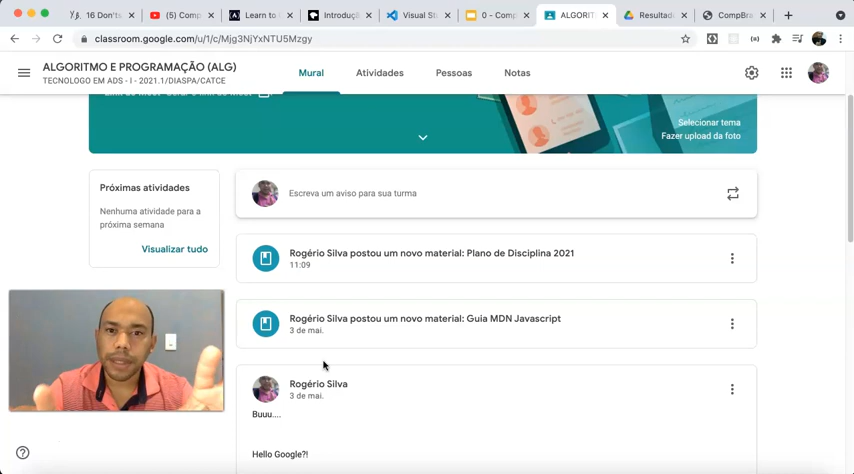 16 Don'ts
(5) Comp
Learn to
Introduçã
Visual Stu
0 - Comp
ALGORIT
Resultad
CompBra
classroom.google.com/u/1/c/Mjg3NjYxNTU5Mzgy
ALGORITMO E PROGRAMAÇÃO (ALG)
TECNOLOGO EM ADS - I - 2021.1/DIASPA/CATCE
Mural
Atividades
Pessoas
Notas
Selecionar tema
Fazer upload da foto
Próximas atividades
Nenhuma atividade para a
próxima semana
Visualizar tudo
Escreva um aviso para sua turma
Rogério Silva postou um novo material: Plano de Disciplina 2021
11:09
Rogério Silva postou um novo material: Guia MDN Javascript
3 de mai.
Rogério Silva
3 de mai.
Buuu....
Hello Google?!